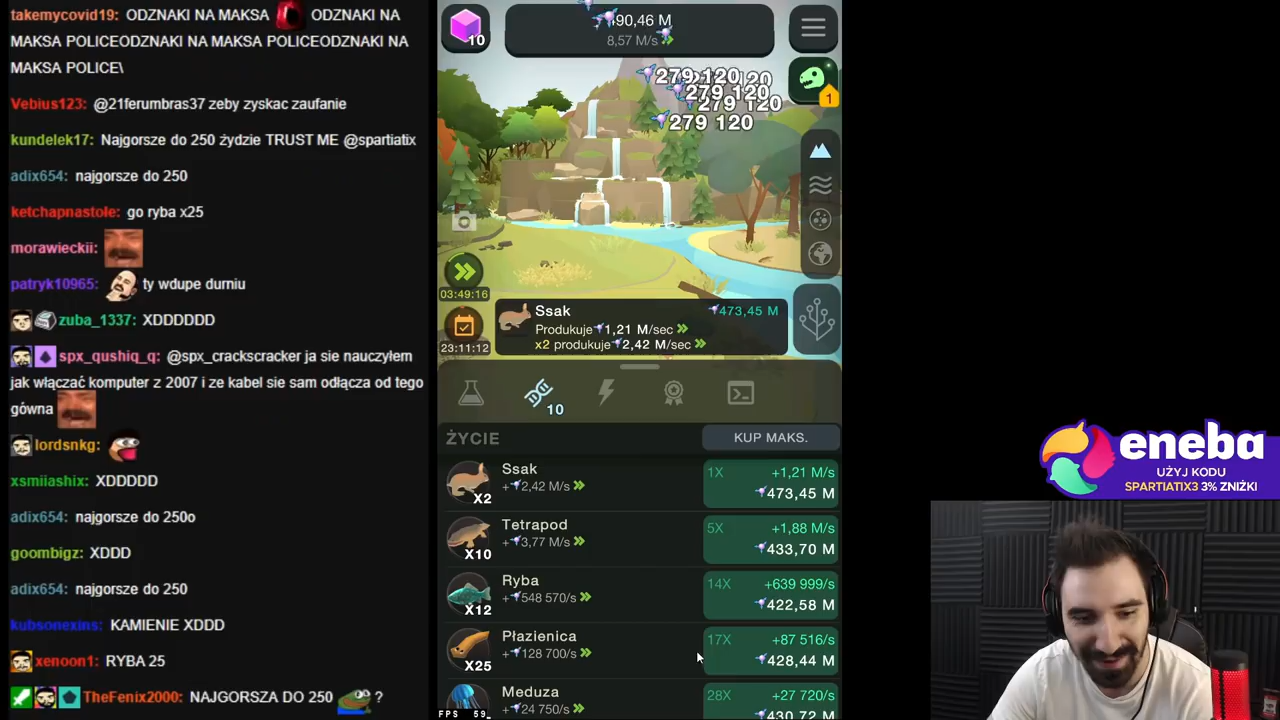 takemycovid19: ODZNAKI NA MAKSA ODZNAKI NA
MAKSA POLICEODZNAKI NA MAKSA POLICEODZNAKI NA
MAKSA POLICE\
Vebius123: @21ferumbras37 zeby zyskac zaufanie
kundelek17: Najgorsze do 250 żydzie TRUST ME @spartiatix
adix654: najgorsze do 250
ketchapnastole: go ryba x25
morawieckii:
patryk10965: ty wdupe durniu
zuba_1337: XDDDDDD
spx_qushiq_q: @spx_crackscracker ja sie nauczyłem
jak włączać komputer z 2007 i ze kabel sie sam odłącza od tego
gówna
lordsnkg:
xsmiiashix: XDDDDD
adix654: najgorsze do 250o
goombigz: XDDD
adix654: najgorsze do 250
kubsonexins: KAMIENIE XDDD
xenoon1: RYBA 25
TheFenix2000: NAJGORSZA DO 250 ?
10
90,46 M
8,57 M/s
279 120
279 120
279 120
279 120
1
03:49:16
23:11:12
Ssak 473,45 M
Produkuje 1,21 M/sec
x2 produkuje 2,42 M/sec
10
ŻYCIE KUP MAKS.
Ssak 1X +1,21 M/s
+2,42 M/s X2 473,45 M
Tetrapod 5X +1,88 M/s
+3,77 M/s X10 433,70 M
Ryba 14X +639 999/s
+548 570/s X12 422,58 M
Płazienica 17X +87 516/s
+128 700/s X25 428,44 M
Meduza 28X +27 720/s
+24 750/s 430,72 M
FPS 59
eneba
UŻYJ KODU
SPARTIATIX3 3% ZNIŻKI